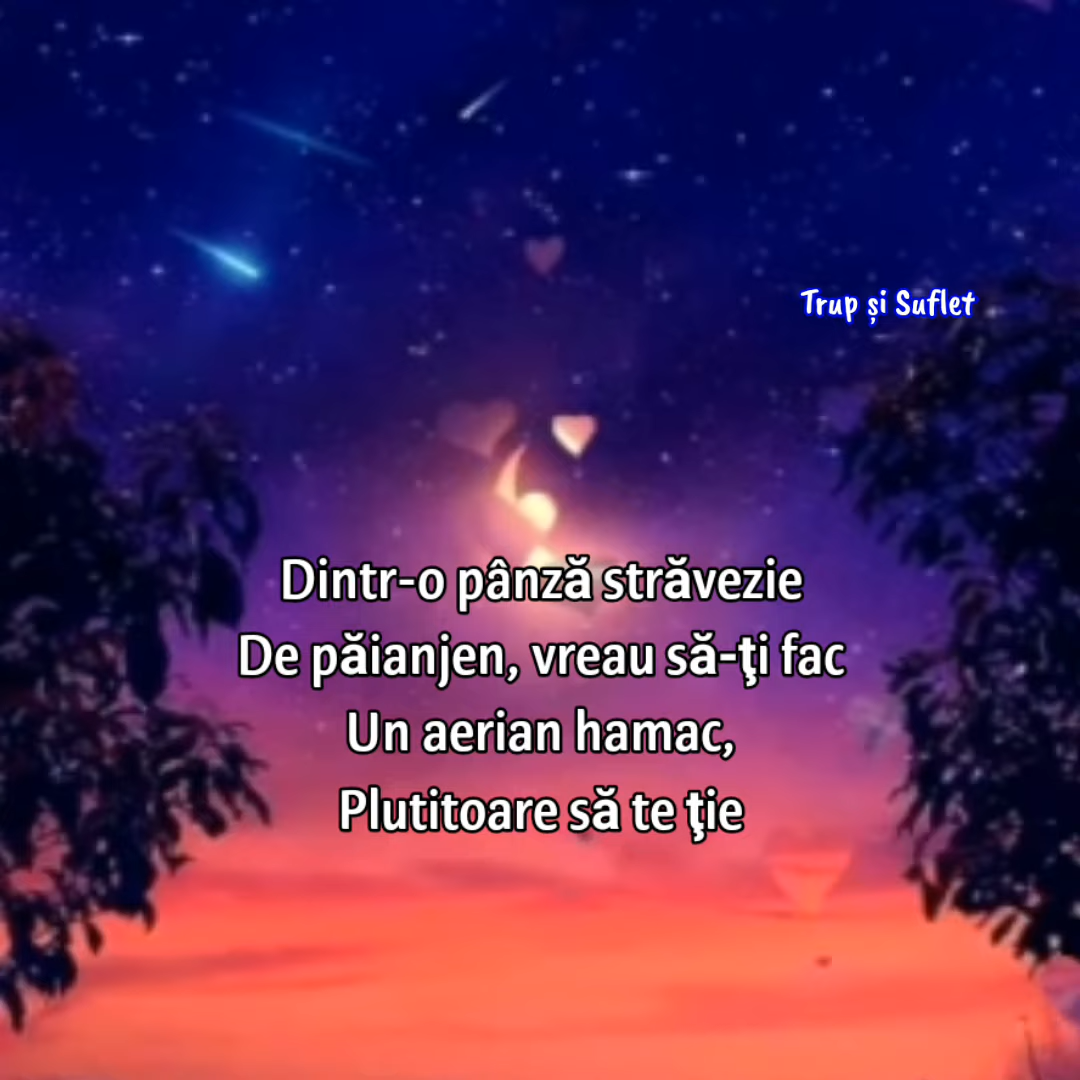 Trup și Suflet
Dintr-o pânză străvezie
De păianjen, vreau să-ţi fac
Un aerian hamac,
Plutitoare să te ţie